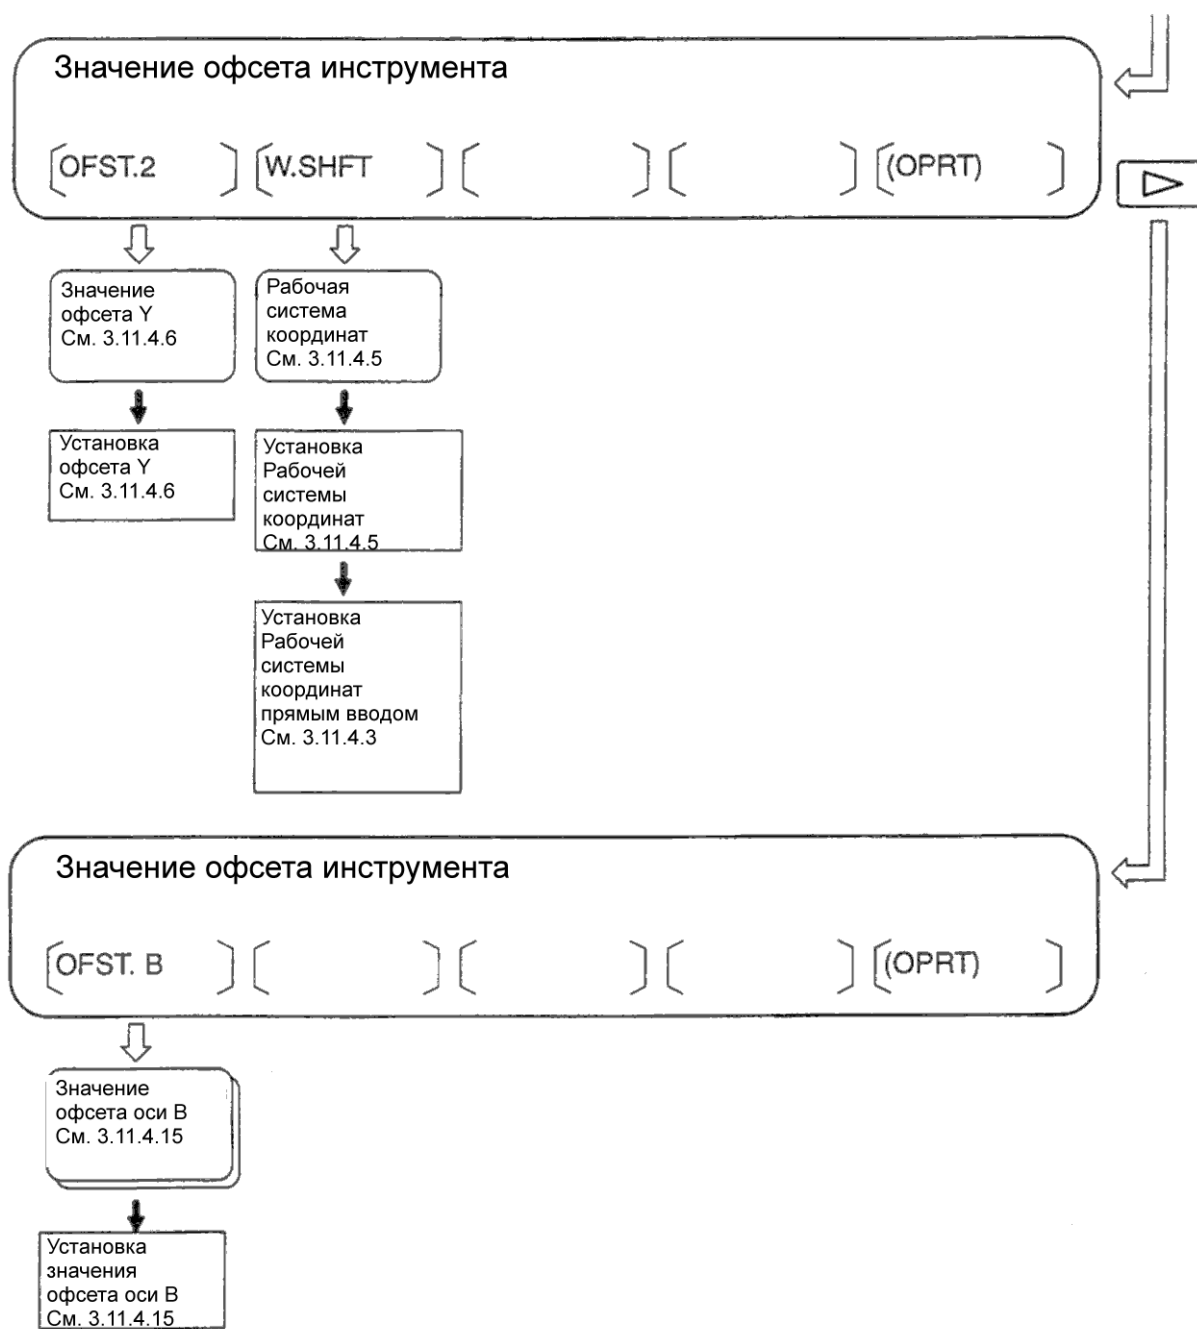 Значение офсета инструмента
[OFST.2 ] [W.SHFT ] [ ] [ ] [(OPRT) ]
Значение
офсета Y
См. 3.11.4.6
Рабочая
система
координат
См. 3.11.4.5
Установка
офсета Y
См. 3.11.4.6
Установка
Рабочей
системы
координат
См. 3.11.4.5
Установка
Рабочей
системы
координат
прямым вводом
См. 3.11.4.3
Значение офсета инструмента
[OFST. B ] [ ] [ ] [ ] [(OPRT) ]
Значение
офсета оси B
См. 3.11.4.15
Установка
значения
офсета оси B
См. 3.11.4.15